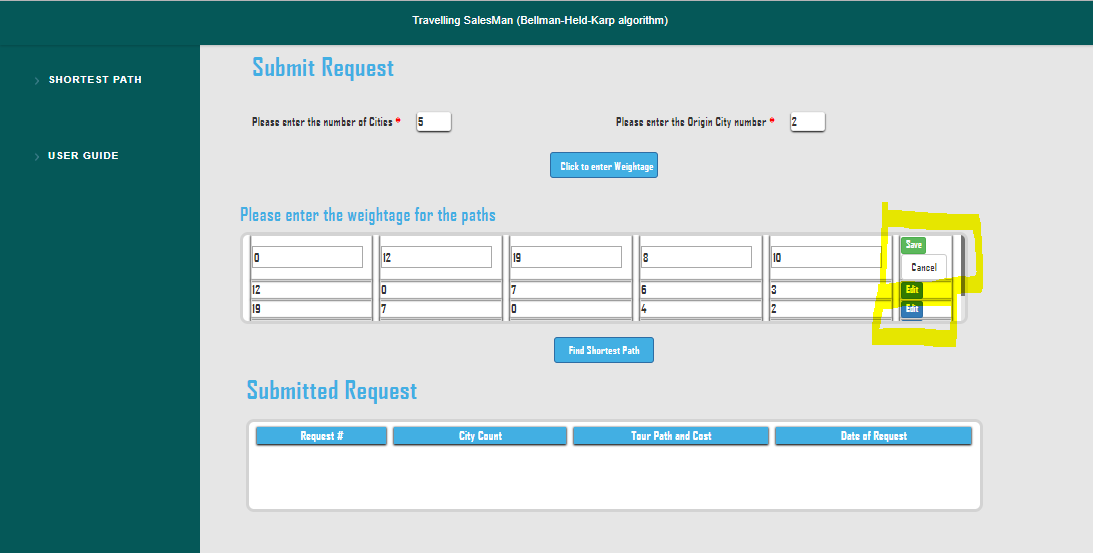 Travelling SalesMan (Bellman-Held-Karp algorithm)
SHORTEST PATH
USER GUIDE
Submit Request
Please enter the number of Cities * 5 Please enter the Origin City number * 2
Click to enter Weightage
Please enter the weightage for the paths
0 12 19 8 10 Save
Cancel
12 0 7 6 3 Edit
19 7 0 4 2 Edit
Find Shortest Path
Submitted Request
Request # City Count Tour Path and Cost Date of Request